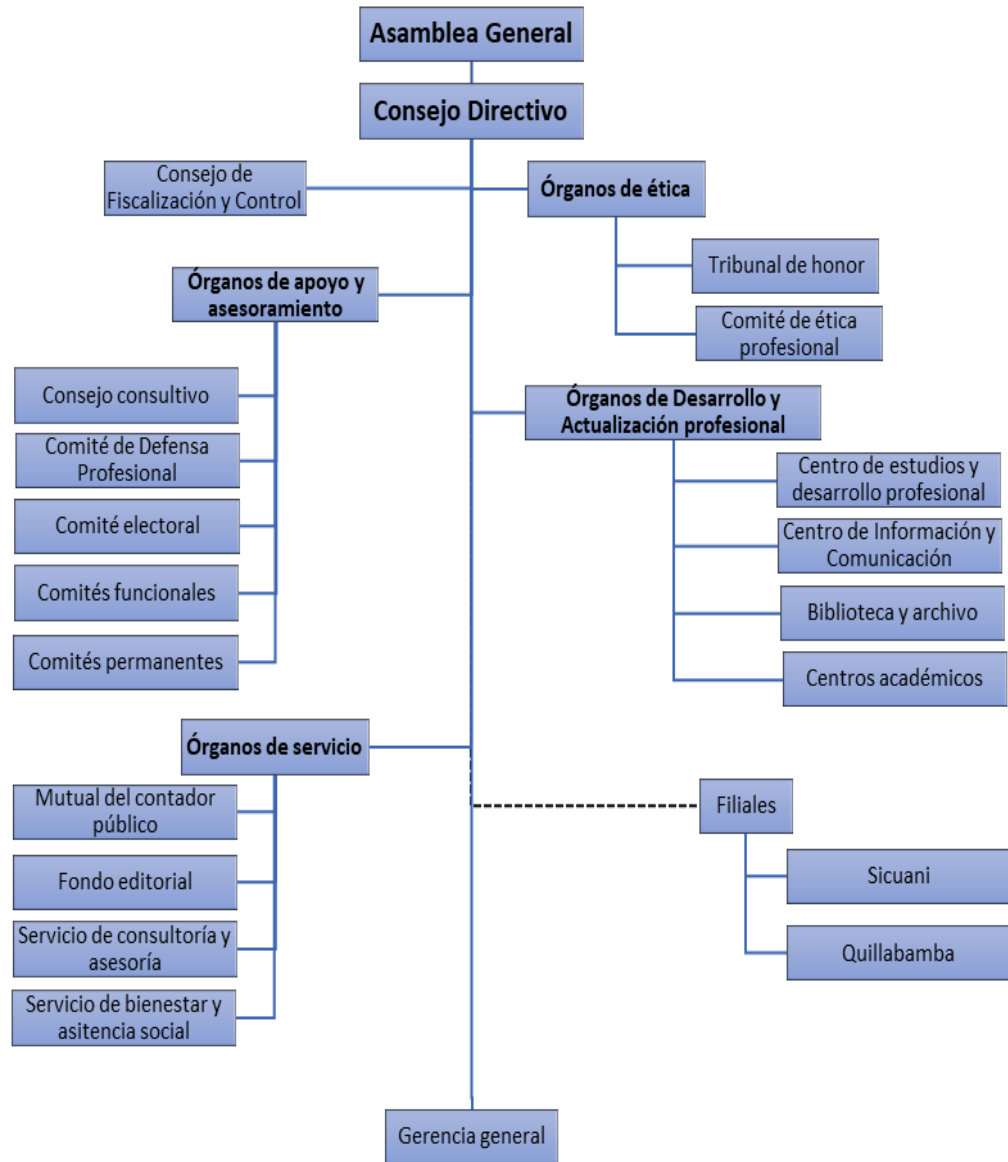 Asamblea General
Consejo Directivo
Consejo de
Fiscalización y Control
Órganos de ética
Tribunal de honor
Comité de ética
profesional
Órganos de apoyo y
asesoramiento
Consejo consultivo
Comité de Defensa
Profesional
Comité electoral
Comités funcionales
Comités permanentes
Órganos de Desarrollo y
Actualización profesional
Centro de estudios y
desarrollo profesional
Centro de Información y
Comunicación
Biblioteca y archivo
Centros académicos
Órganos de servicio
Mutual del contador
público
Fondo editorial
Servicio de consultoría y
asesoría
Servicio de bienestar y
asitencia social
Filiales
Sicuani
Quillabamba
Gerencia general